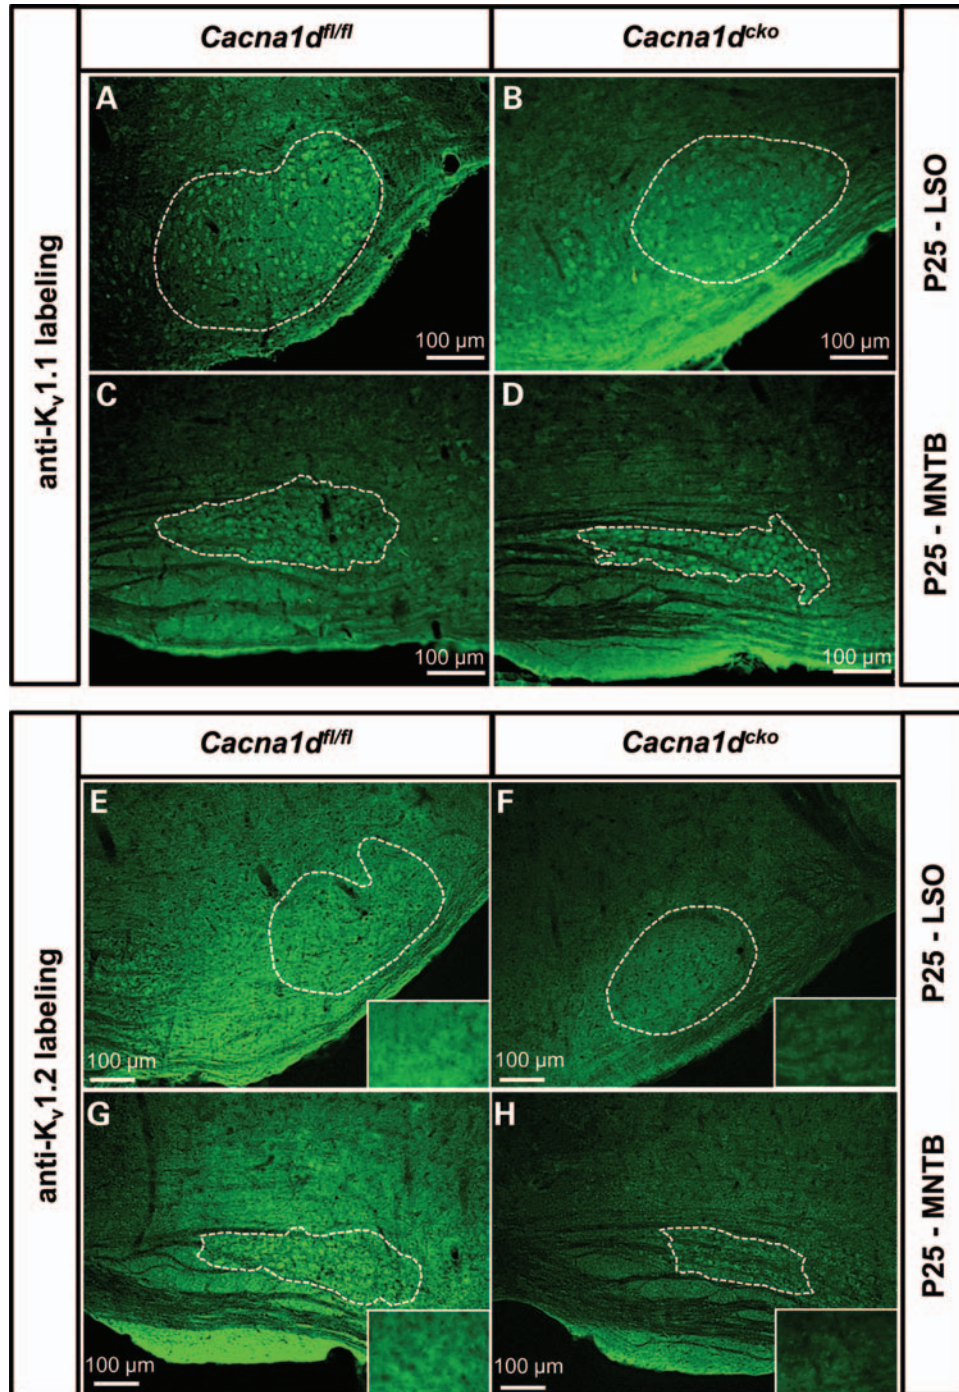 Cacna1d^fl/fl
Cacna1d^cko
anti-Kv1.1 labeling
A
100 µm
B
100 µm
P25 - LSO
C
100 µm
D
100 µm
P25 - MNTB
Cacna1d^fl/fl
Cacna1d^cko
anti-Kv1.2 labeling
E
100 µm
F
100 µm
P25 - LSO
G
100 µm
H
100 µm
P25 - MNTB